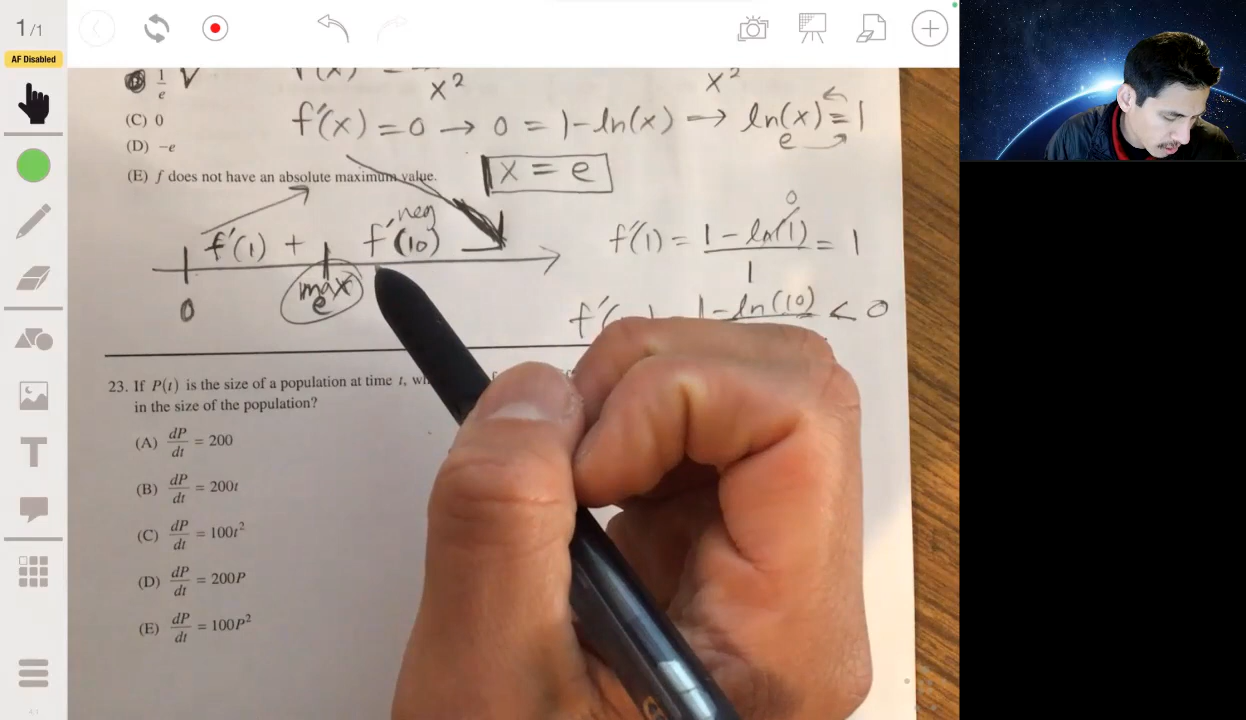 1/1
AF Disabled
1/e
x²
x²
(C) 0
f'(x) = 0 → 0 = 1-ln(x) → ln(x) = 1
e
(D) -e
(E) f does not have an absolute maximum value.
x = e
neg
0
f'(1) + f'(10)
f'(1) = 1 - ln(1) / 1 = 1
max
0 e
1-ln(10) < 0
23. If P(t) is the size of a population at time t,
in the size of the population?
(A) dP/dt = 200
(B) dP/dt = 200t
(C) dP/dt = 100t²
(D) dP/dt = 200P
(E) dP/dt = 100P²
T